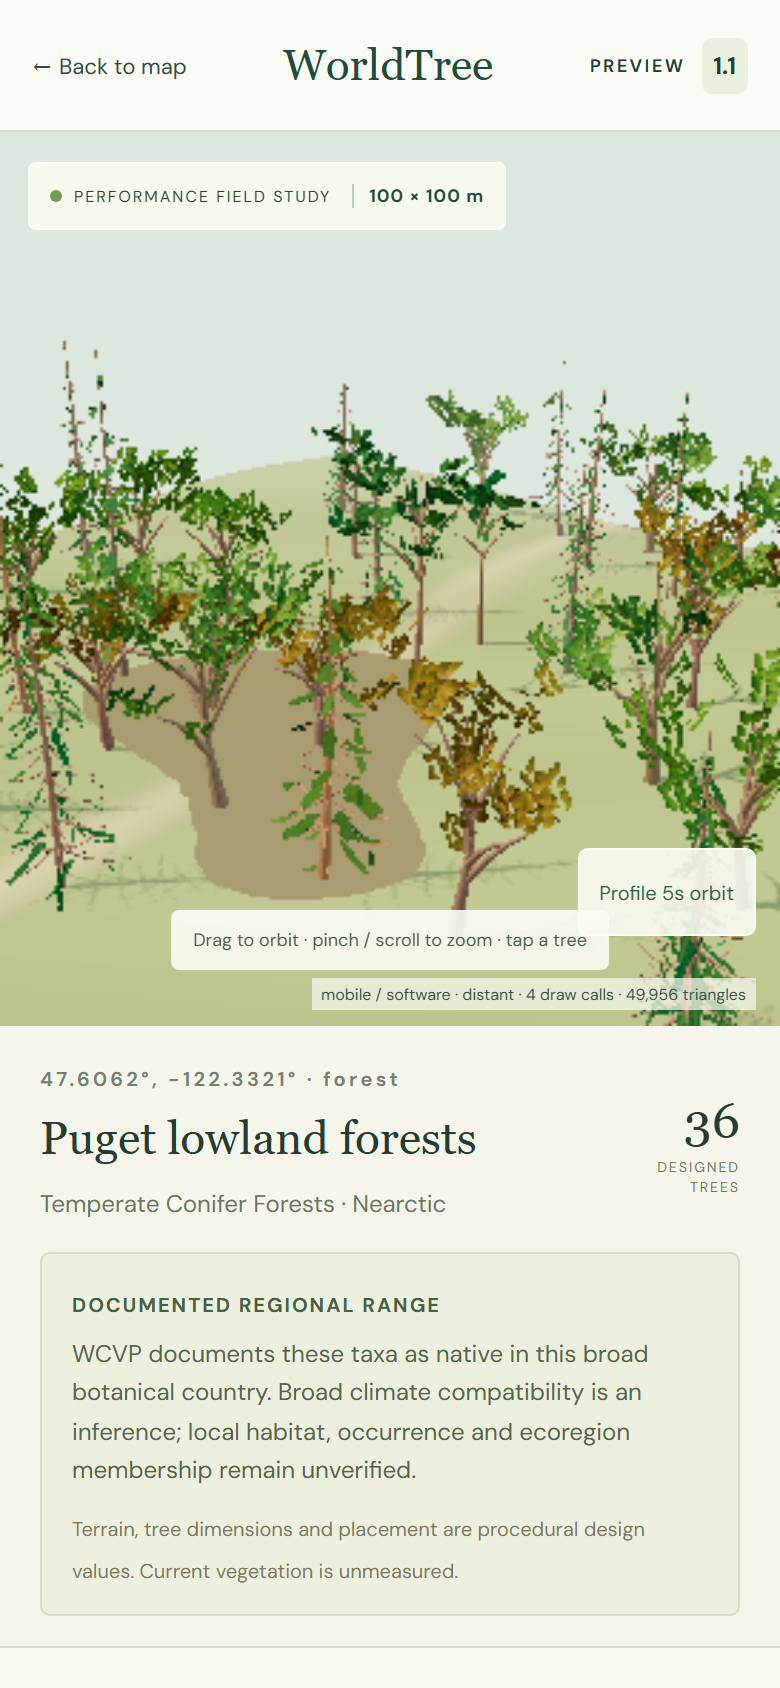 ← Back to map
WorldTree
PREVIEW 1.1
PERFORMANCE FIELD STUDY | 100 × 100 m
Profile 5s orbit
Drag to orbit · pinch / scroll to zoom · tap a tree
mobile / software · distant · 4 draw calls · 49,956 triangles
47.6062°, -122.3321° · forest
Puget lowland forests
36
DESIGNED
TREES
Temperate Conifer Forests · Nearctic
DOCUMENTED REGIONAL RANGE
WCVP documents these taxa as native in this broad
botanical country. Broad climate compatibility is an
inference; local habitat, occurrence and ecoregion
membership remain unverified.
Terrain, tree dimensions and placement are procedural design
values. Current vegetation is unmeasured.